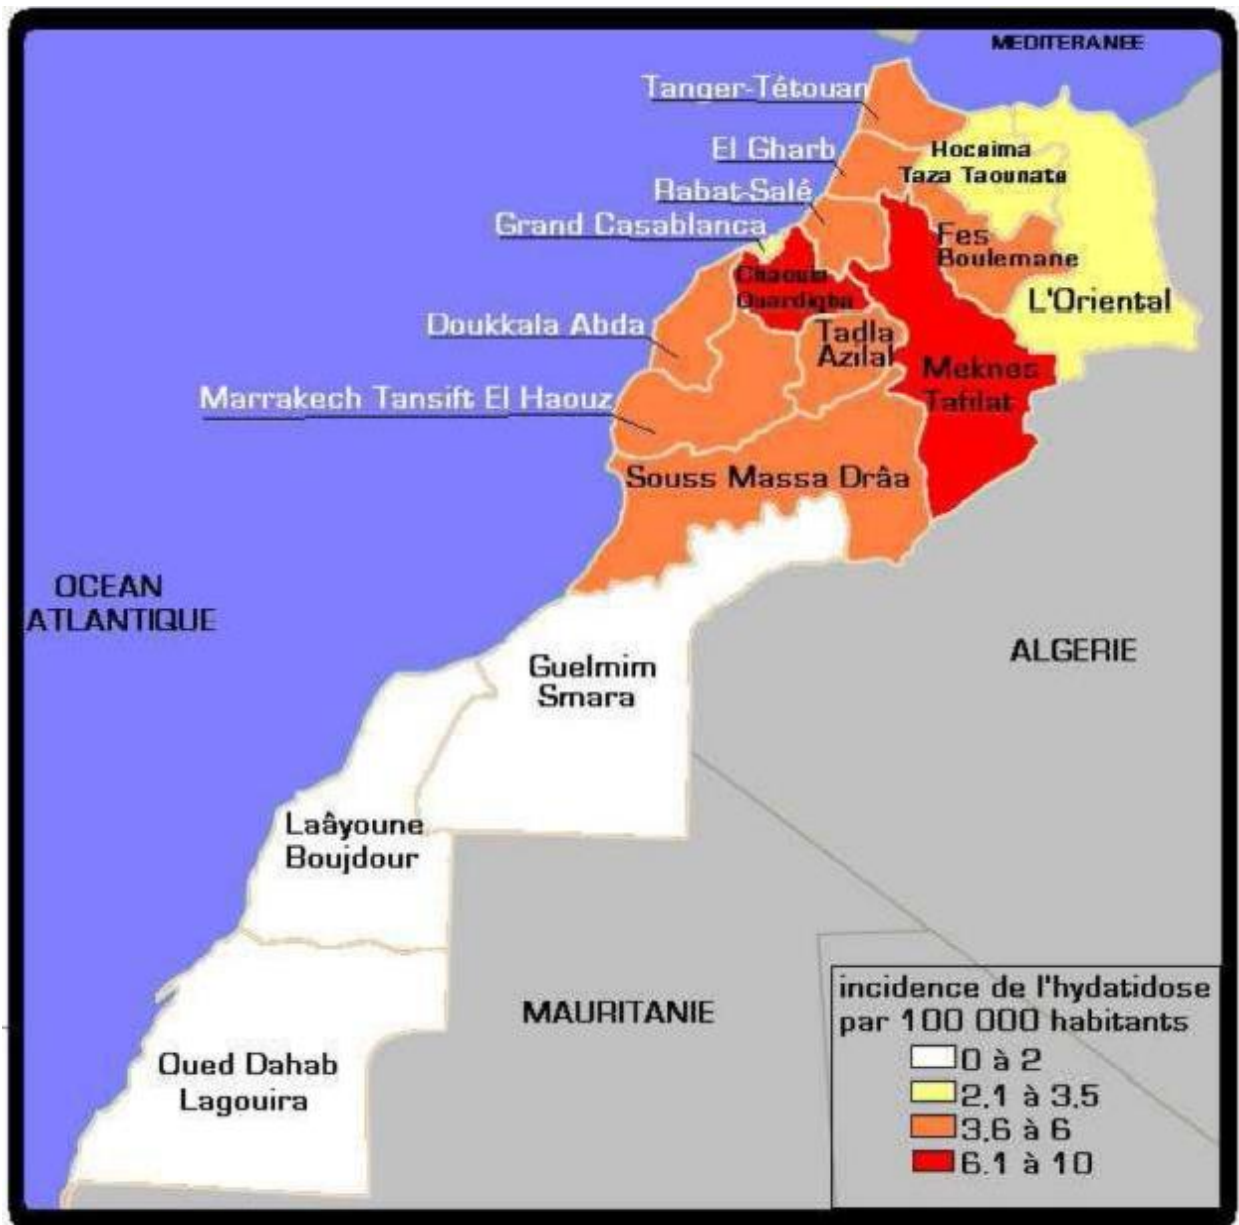 MEDITERANEE
Tanger-Tétouan
El Gharb
Hoceima
Taza Taounate
Rabat-Salé
Grand Casablanca
Fes
Boulemane
Chaouia
Ouardigha
L'Oriental
Doukkala Abda
Tadla
Azilal
Meknes
Tafilat
Marrakech Tansift El Haouz
Souss Massa Drâa
OCEAN
ATLANTIQUE
ALGERIE
Guelmim
Smara
Laâyoune
Boujdour
MAURITANIE
Oued Dahab
Lagouira
incidence de l'hydatidose
par 100 000 habitants
0 à 2
2.1 à 3.5
3.6 à 6
6.1 à 10